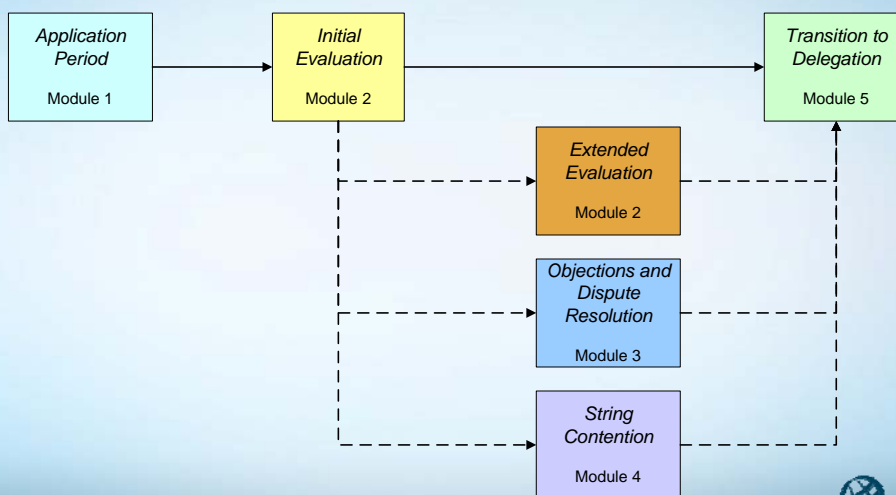 Application
Period
Module 1
Initial
Evaluation
Module 2
Transition to
Delegation
Module 5
Extended
Evaluation
Module 2
Objections and
Dispute
Resolution
Module 3
String
Contention
Module 4